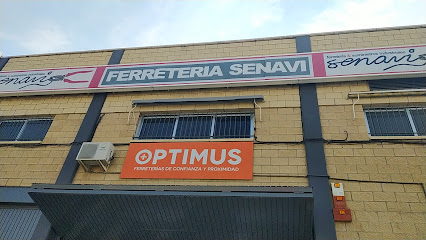 senavi
FERRETERIA SENAVI
senavi
OPTIMUS
FERRETERÍAS DE CONFIANZA Y PROXIMIDAD